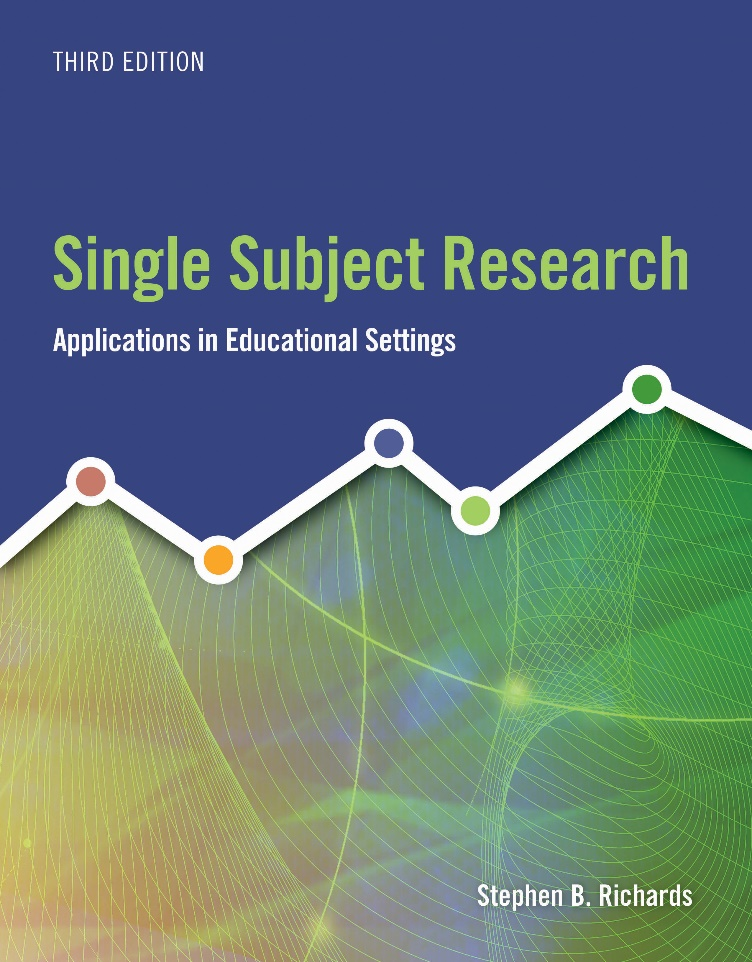 THIRD EDITION
Single Subject Research
Applications in Educational Settings
Stephen B. Richards